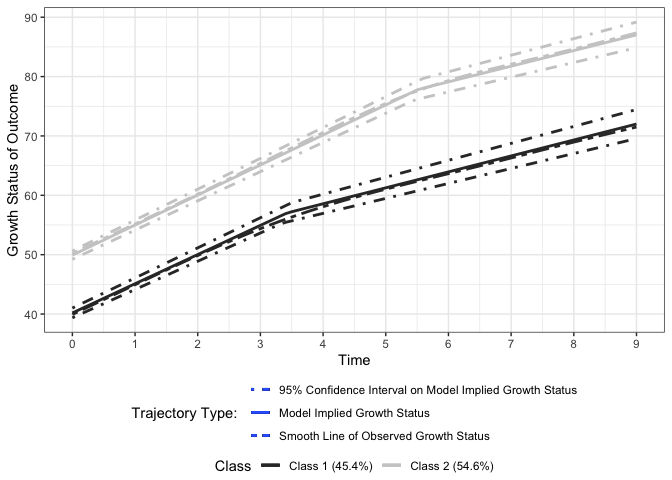 90
80
70
60
50
40
Growth Status of Outcome
0 1 2 3 4 5 6 7 8 9
Time
Trajectory Type:
95% Confidence Interval on Model Implied Growth Status
Model Implied Growth Status
Smooth Line of Observed Growth Status
Class Class 1 (45.4%) Class 2 (54.6%)